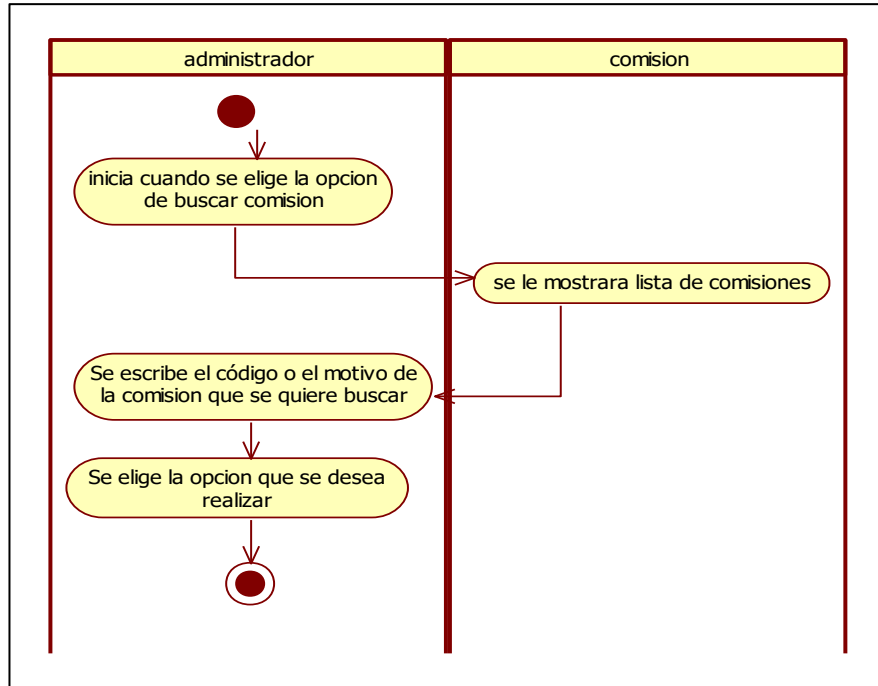 administrador
comision
inicia cuando se elige la opcion
de buscar comision
se le mostrara lista de comisiones
Se escribe el código o el motivo de
la comision que se quiere buscar
Se elige la opcion que se desea
realizar